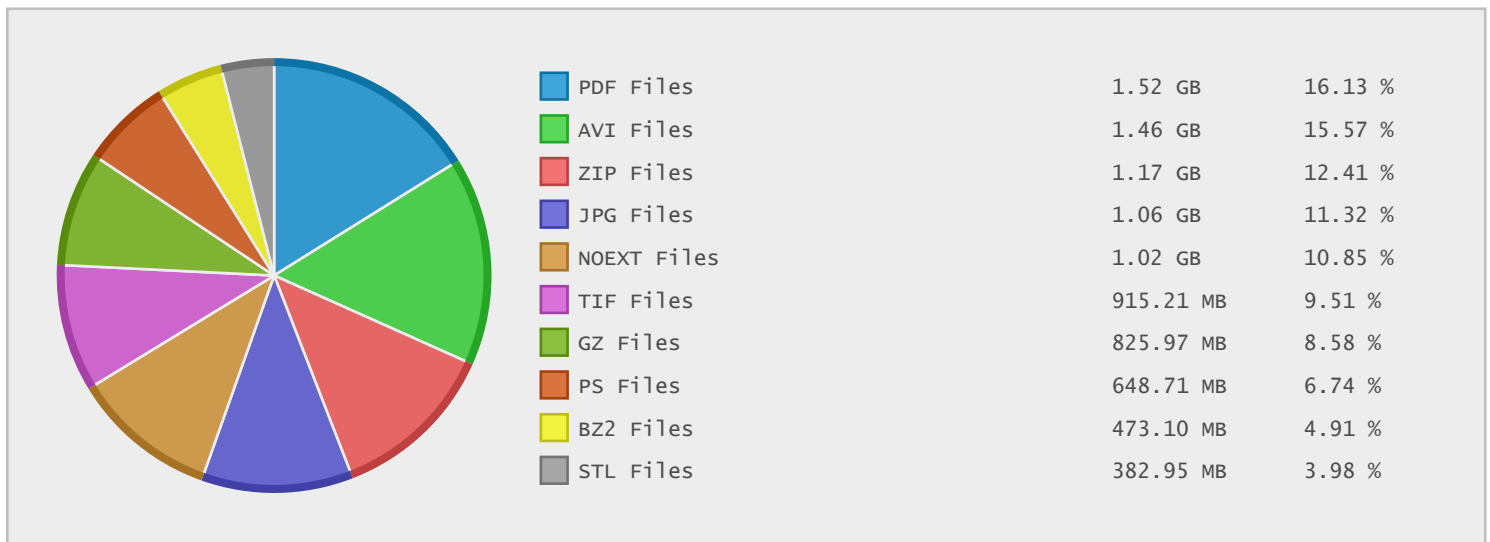 PDF Files 1.52 GB 16.13 %
AVI Files 1.46 GB 15.57 %
ZIP Files 1.17 GB 12.41 %
JPG Files 1.06 GB 11.32 %
NOEXT Files 1.02 GB 10.85 %
TIF Files 915.21 MB 9.51 %
GZ Files 825.97 MB 8.58 %
PS Files 648.71 MB 6.74 %
BZ2 Files 473.10 MB 4.91 %
STL Files 382.95 MB 3.98 %